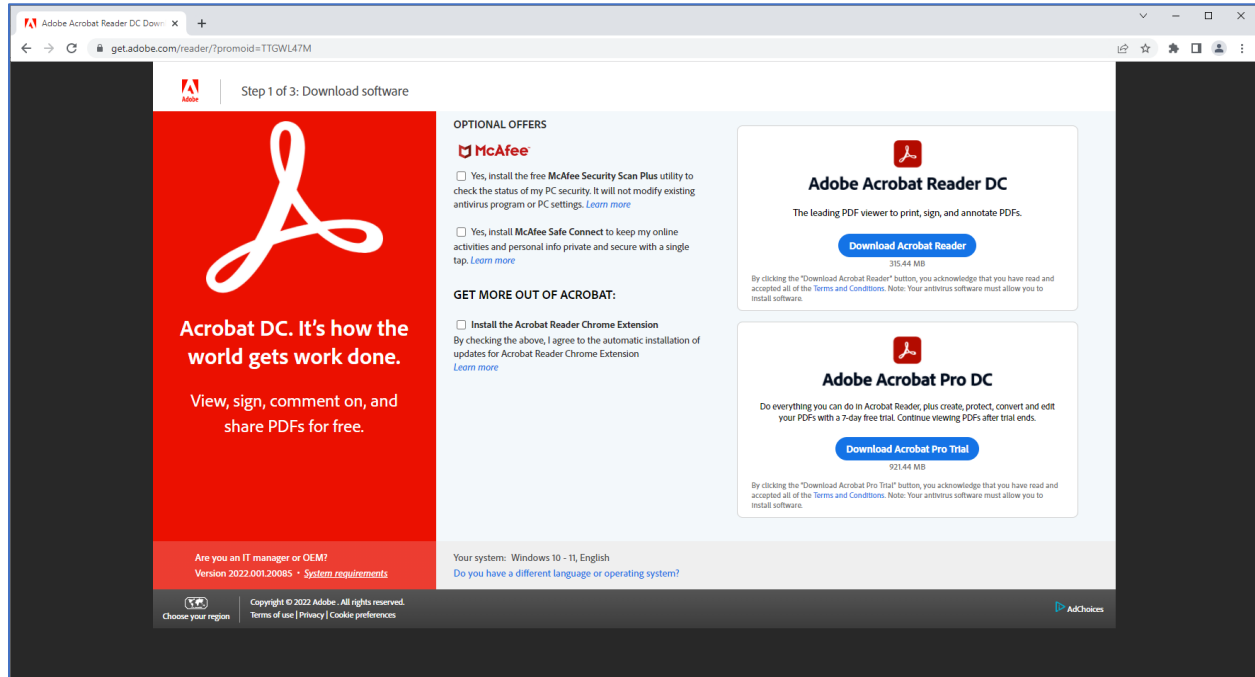 Adobe Acrobat Reader DC Down
get.adobe.com/reader/?promoid=TTGWL47M
Adobe
Step 1 of 3: Download software
Acrobat DC. It's how the
world gets work done.
View, sign, comment on, and
share PDFs for free.
OPTIONAL OFFERS
McAfee
Yes, install the free McAfee Security Scan Plus utility to
check the status of my PC security. It will not modify existing
antivirus program or PC settings. Learn more
Yes, install McAfee Safe Connect to keep my online
activities and personal info private and secure with a single
tap. Learn more
GET MORE OUT OF ACROBAT:
Install the Acrobat Reader Chrome Extension
By checking the above, I agree to the automatic installation of
updates for Acrobat Reader Chrome Extension
Learn more
Adobe Acrobat Reader DC
The leading PDF viewer to print, sign, and annotate PDFs.
Download Acrobat Reader
315.44 MB
By clicking the "Download Acrobat Reader" button, you acknowledge that you have read and
accepted all of the Terms and Conditions. Note: Your antivirus software must allow you to
install software.
Adobe Acrobat Pro DC
Do everything you can do in Acrobat Reader, plus create, protect, convert and edit
your PDFs with a 7-day free trial. Continue viewing PDFs after trial ends.
Download Acrobat Pro Trial
921.44 MB
By clicking the "Download Acrobat Pro Trial" button, you acknowledge that you have read and
accepted all of the Terms and Conditions. Note: Your antivirus software must allow you to
install software.
Are you an IT manager or OEM?
Version 2022.001.20085 • System requirements
Your system: Windows 10 - 11, English
Do you have a different language or operating system?
Choose your region
Copyright © 2022 Adobe . All rights reserved.
Terms of use | Privacy | Cookie preferences
AdChoices